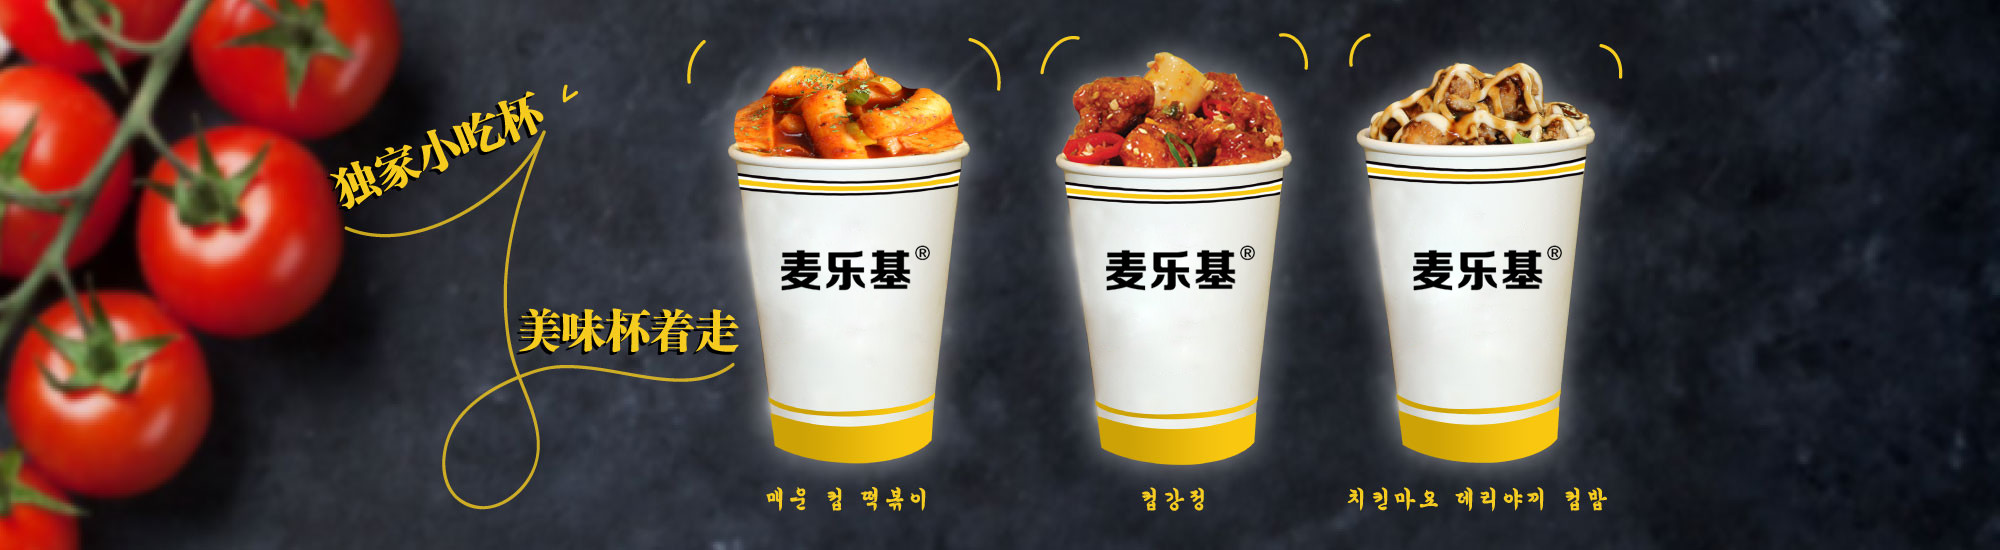 独家小吃杯
美味杯着走
麦乐基®
麦乐基®
麦乐基®
매운 컵 떡볶이
컵강정
치킨마요 데리야끼 컵밥